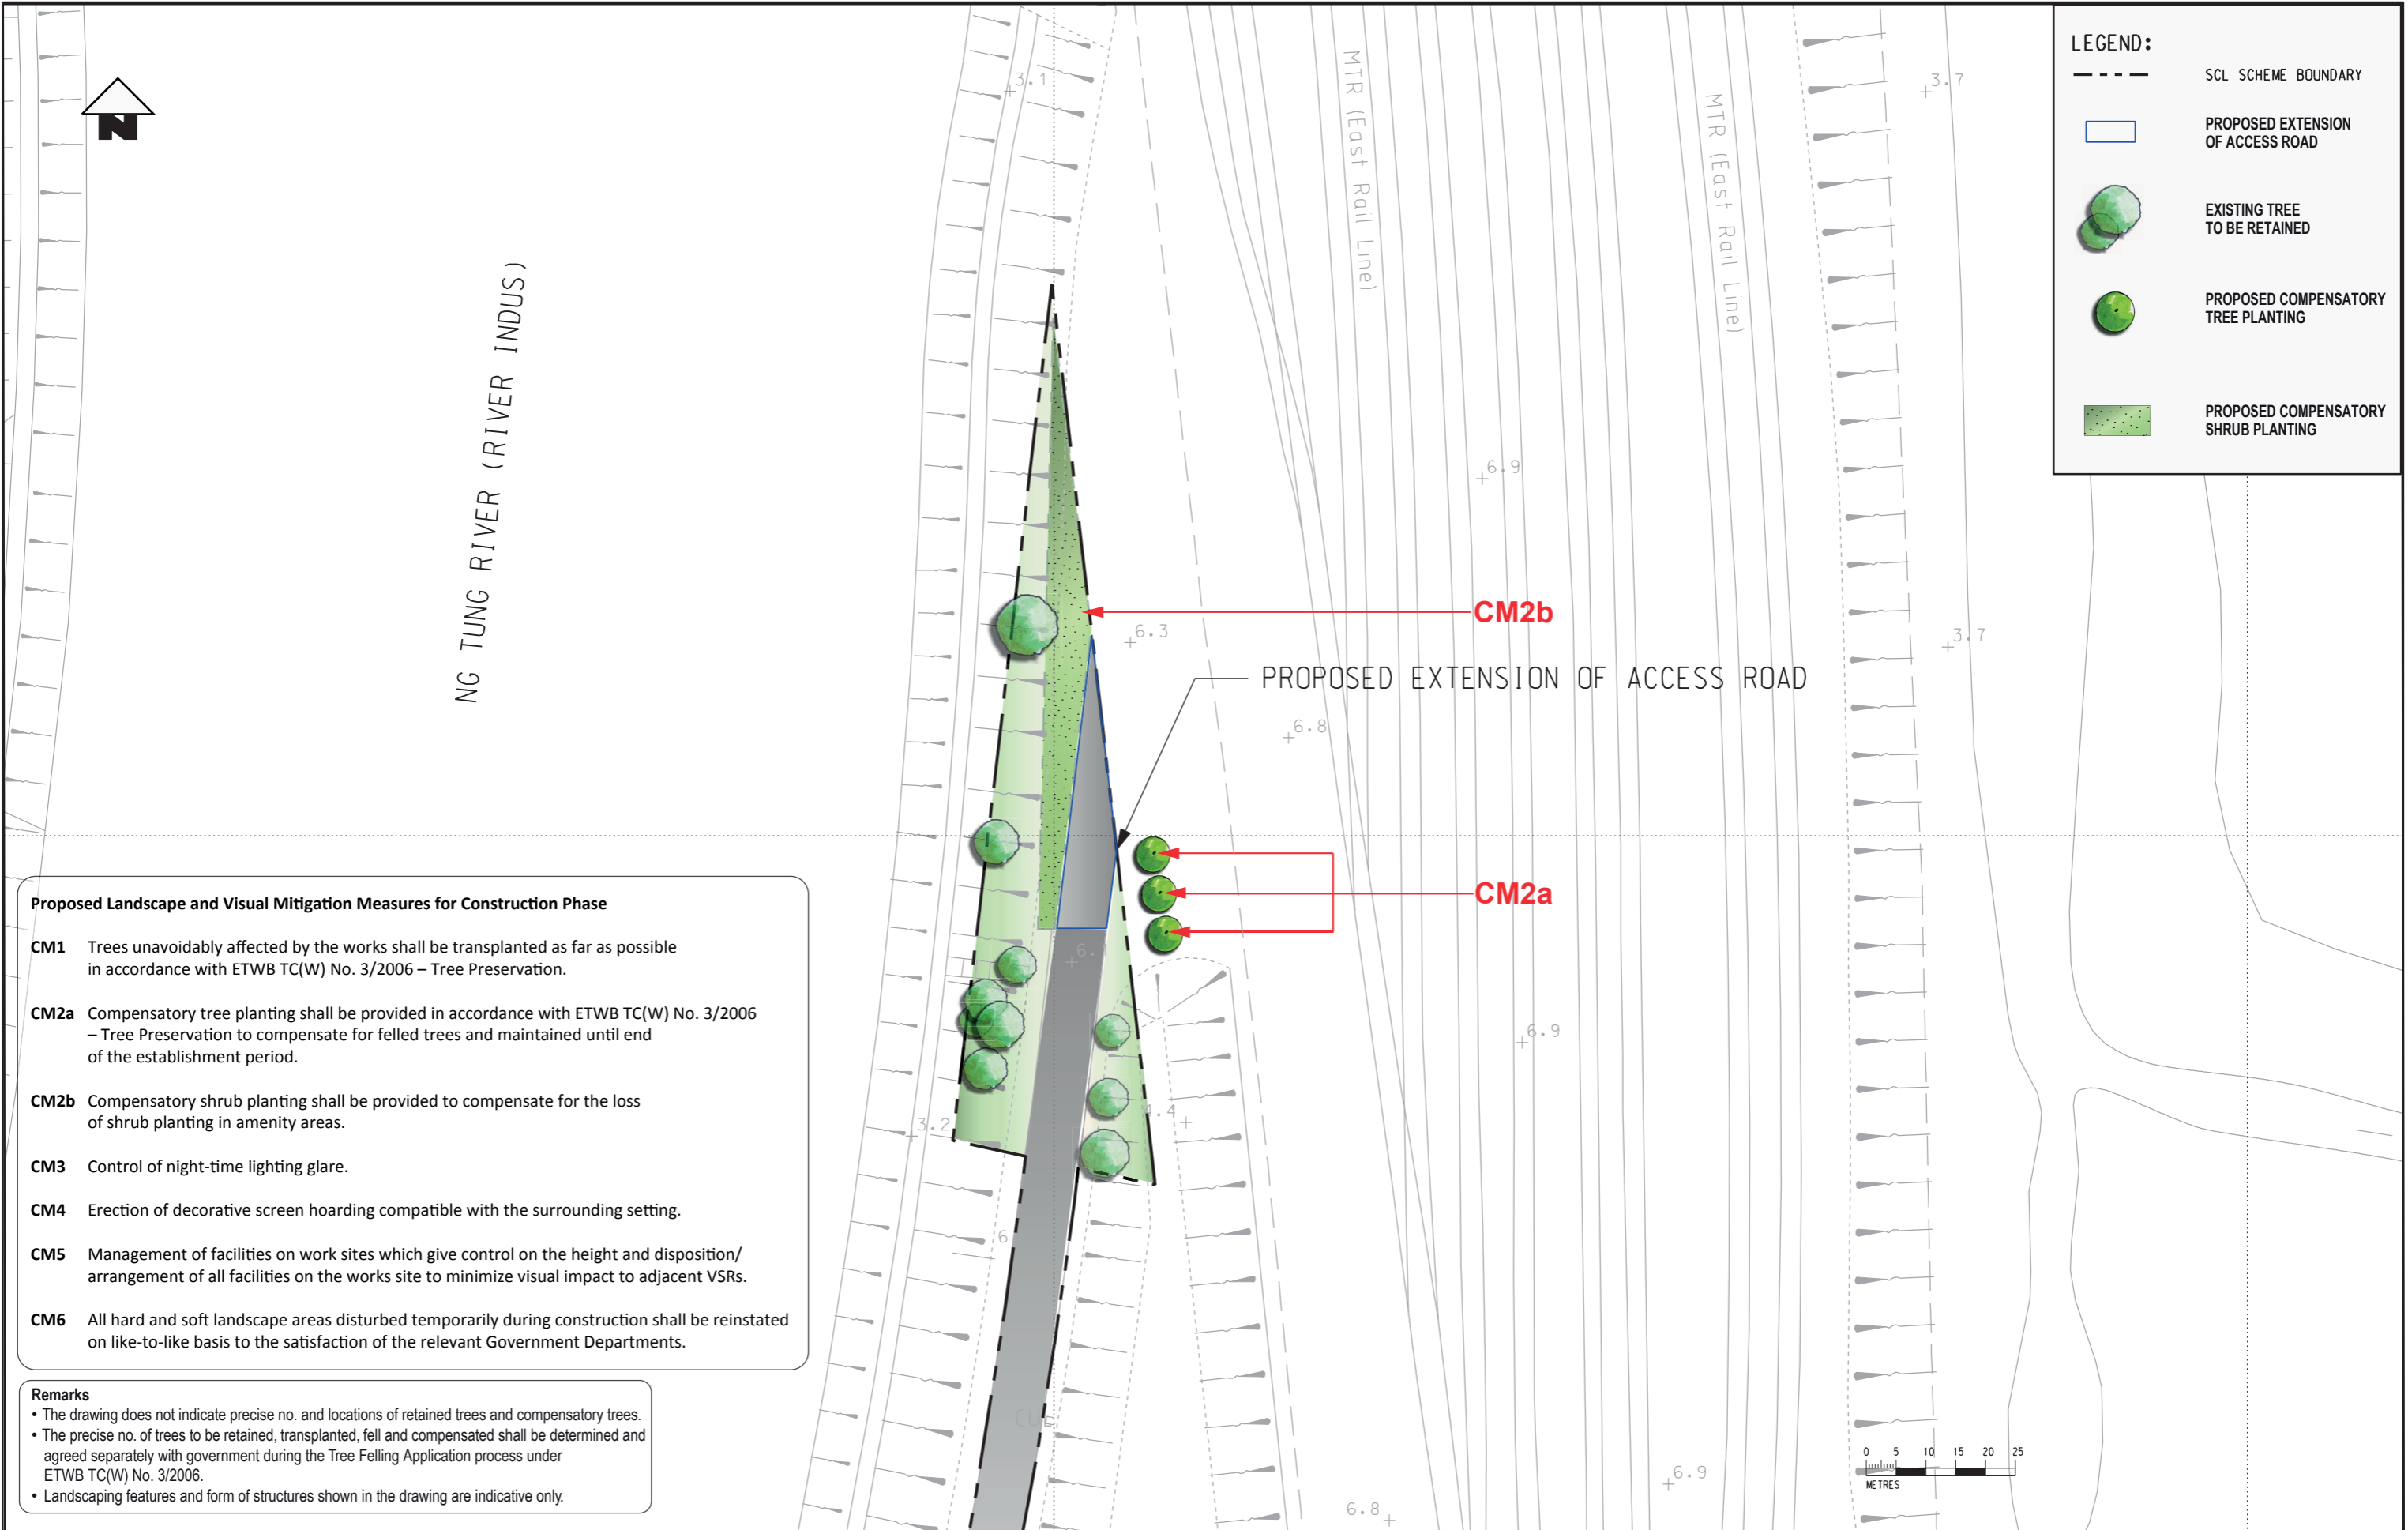 LEGEND:
SCL SCHEME BOUNDARY
PROPOSED EXTENSION
OF ACCESS ROAD
EXISTING TREE
TO BE RETAINED
PROPOSED COMPENSATORY
TREE PLANTING
PROPOSED COMPENSATORY
SHRUB PLANTING
N
NG TUNG RIVER (RIVER INDUS)
MTR (East Rail Line)
MTR (East Rail Line)
3.1
3.7
6.9
CM2b
6.3
3.7
PROPOSED EXTENSION OF ACCESS ROAD
6.8
CM2a
6.9
4.4
3.2
6
6.9
6.8
Proposed Landscape and Visual Mitigation Measures for Construction Phase
CM1 Trees unavoidably affected by the works shall be transplanted as far as possible
in accordance with ETWB TC(W) No. 3/2006 – Tree Preservation.
CM2a Compensatory tree planting shall be provided in accordance with ETWB TC(W) No. 3/2006
– Tree Preservation to compensate for felled trees and maintained until end
of the establishment period.
CM2b Compensatory shrub planting shall be provided to compensate for the loss
of shrub planting in amenity areas.
CM3 Control of night-time lighting glare.
CM4 Erection of decorative screen hoarding compatible with the surrounding setting.
CM5 Management of facilities on work sites which give control on the height and disposition/
arrangement of all facilities on the works site to minimize visual impact to adjacent VSRs.
CM6 All hard and soft landscape areas disturbed temporarily during construction shall be reinstated
on like-to-like basis to the satisfaction of the relevant Government Departments.
Remarks
• The drawing does not indicate precise no. and locations of retained trees and compensatory trees.
• The precise no. of trees to be retained, transplanted, fell and compensated shall be determined and
agreed separately with government during the Tree Felling Application process under
ETWB TC(W) No. 3/2006.
• Landscaping features and form of structures shown in the drawing are indicative only.
0 5 10 15 20 25
METRES